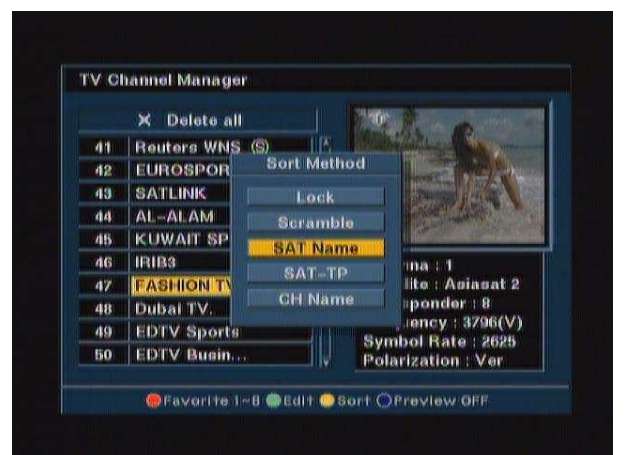 TV Channel Manager
Delete all
41 Reuters WNS (S)
42 EUROSPOR
43 SATLINK
44 AL-ALAM
45 KUWAIT SP
46 IRIB3
47 FASHION TV
48 Dubai TV.
49 EDTV Sports
50 EDTV Busin...
Sort Method
Lock
Scramble
SAT Name
SAT-TP
CH Name
nna : 1
lite : Asiasat 2
sponder : 8
uency : 3796(V)
Symbol Rate : 2625
Polarization : Ver
Favorite 1~8 Edit Sort Preview OFF